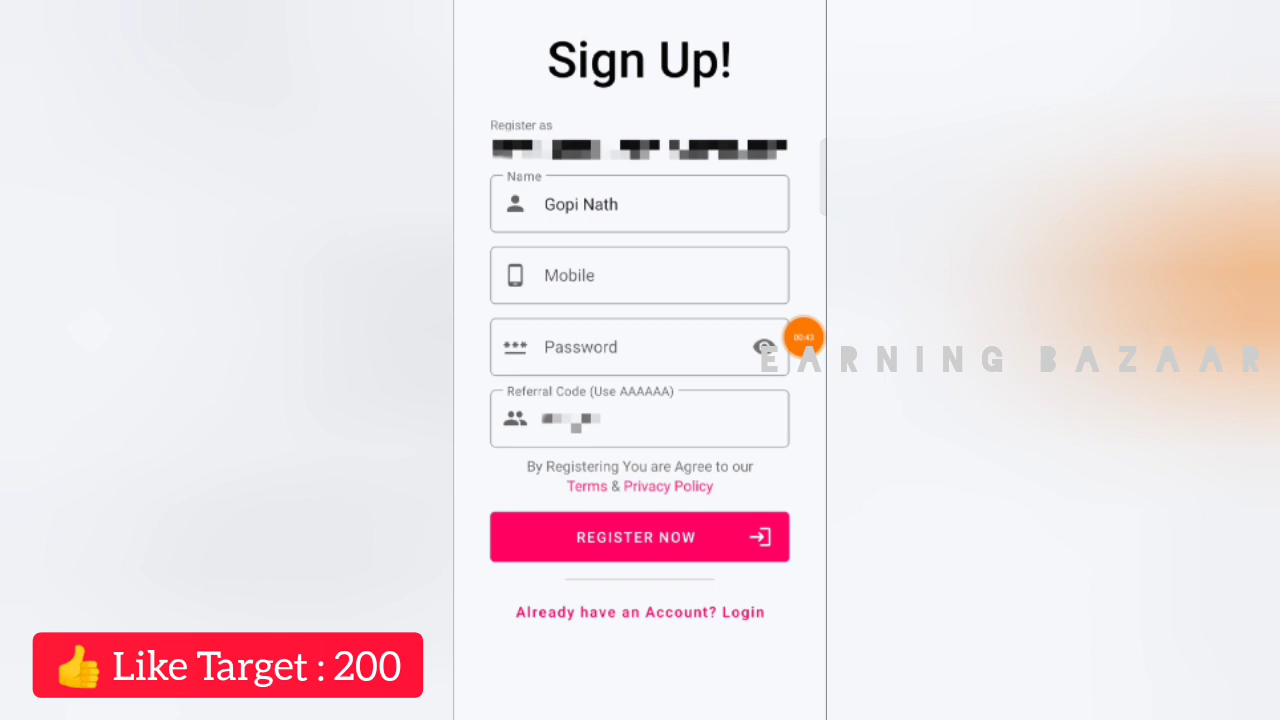 Sign Up!
Register as
Name
Gopi Nath
Mobile
Password
00:43
EARNING BAZAAR
Referral Code (Use AAAAAA)
By Registering You are Agree to our
Terms & Privacy Policy
REGISTER NOW
Already have an Account? Login
👍 Like Target : 200